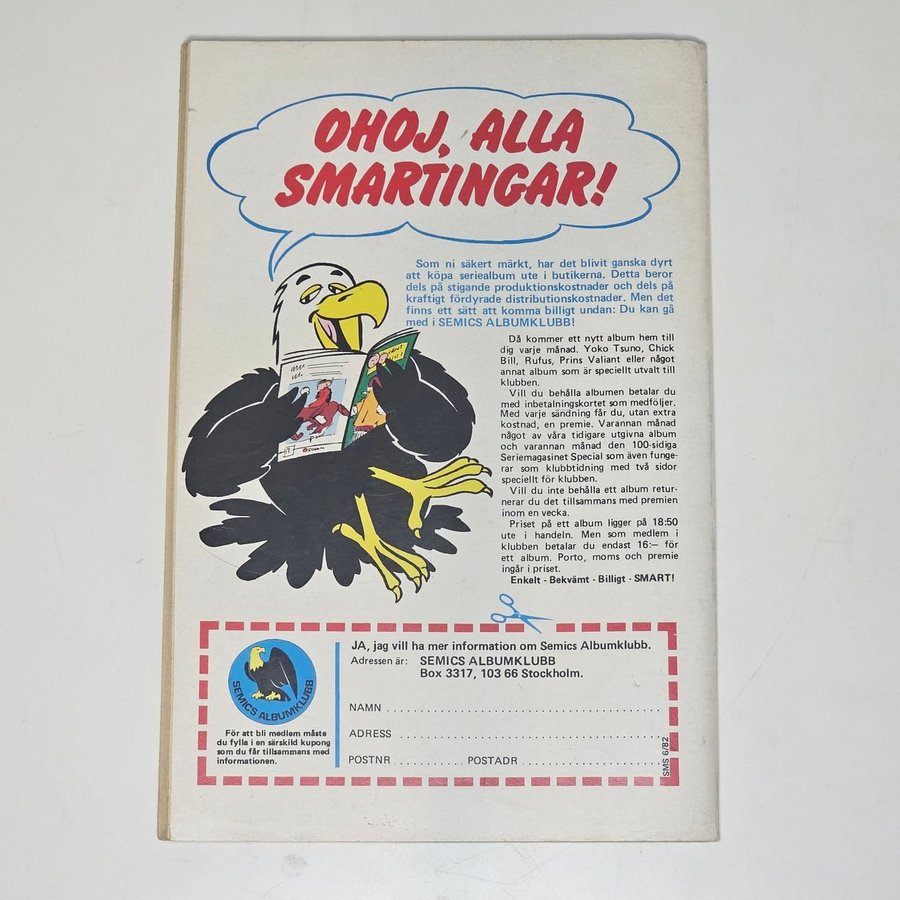 OHOJ, ALLA
SMARTINGAR!
Som ni säkert märkt, har det blivit ganska dyrt
att köpa seriealbum ute i butikerna. Detta beror
dels på stigande produktionskostnader och dels på
kraftigt fördyrade distributionskostnader. Men det
finns ett sätt att komma billigt undan: Du kan gå
med i SEMICS ALBUMKLUBB!
Då kommer ett nytt album hem till
dig varje månad. Yoko Tsuno, Chick
Bill, Rufus, Prins Valiant eller något
annat album som är speciellt utvalt till
klubben.
Vill du behålla albumen betalar du
med inbetalningskortet som medföljer.
Med varje sändning får du, utan extra
kostnad, en premie. Varannan månad
något av våra tidigare utgivna album
och varannan månad den 100-sidiga
Seriemagasinet Special som även funge-
rar som klubbtidning med två sidor
speciellt för klubben.
Vill du inte behålla ett album retur-
nerar du det tillsammans med premien
inom en vecka.
Priset på ett album ligger på 18:50
ute i handeln. Men som medlem i
klubben betalar du endast 16:— för
ett album. Porto, moms och premie
ingår i priset.
Enkelt - Bekvämt - Billigt - SMART!
SEMICS ALBUMKLUBB
För att bli medlem måste
du fylla i en särskild kupong
som du får tillsammans med
informationen.
JA, jag vill ha mer information om Semics Albumklubb.
Adressen är: SEMICS ALBUMKLUBB
Box 3317, 103 66 Stockholm.
NAMN
ADRESS
POSTNR POSTADR
SMS 6/82